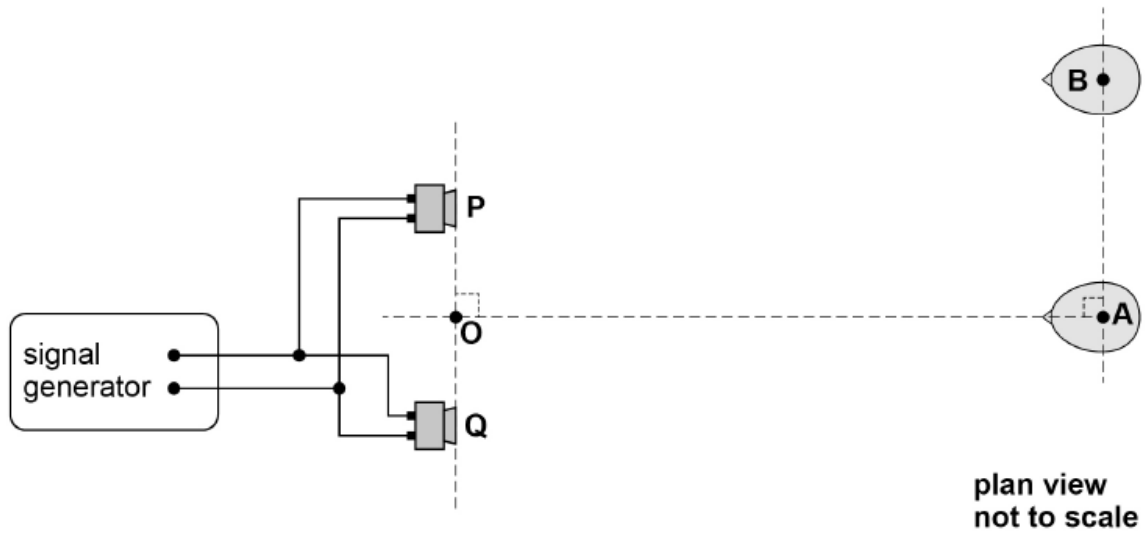 B
P
O
A
signal
generator
Q
plan view
not to scale